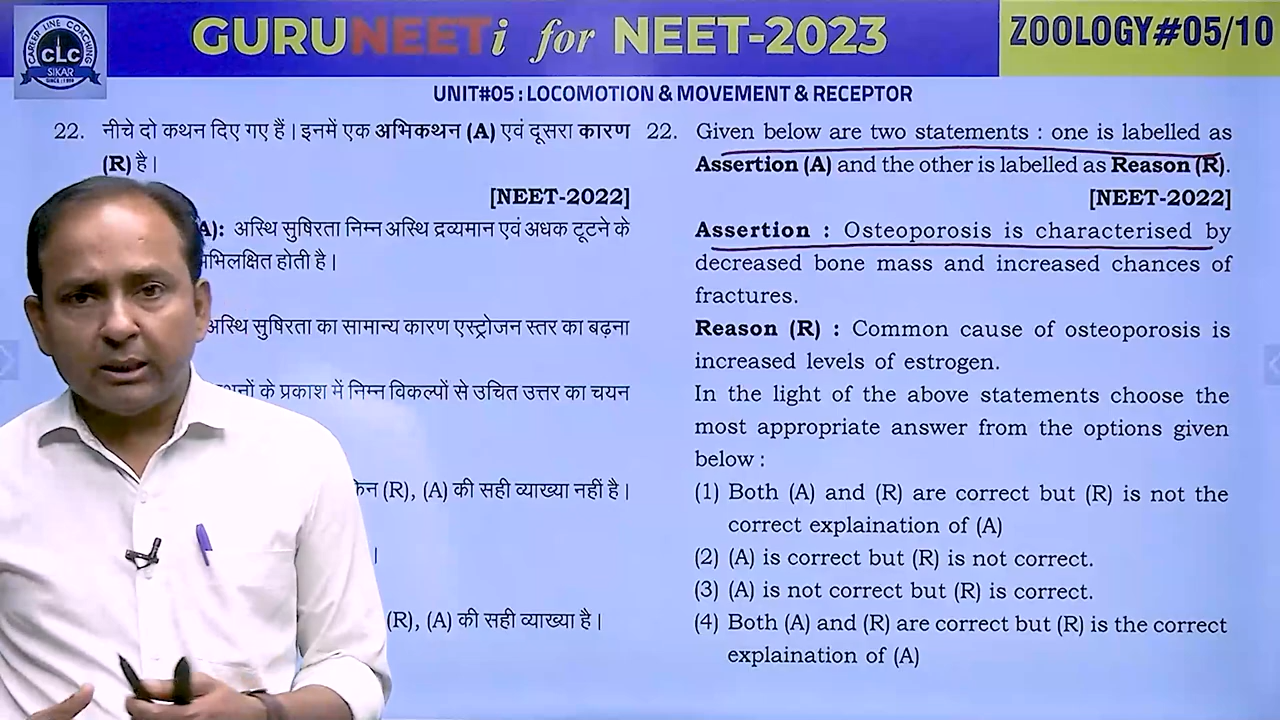 GURUNEETi for NEET-2023
ZOOLOGY#05/10
CAREER LINE COACHING
CLC
SIKAR
SINCE : 1996
UNIT#05 : LOCOMOTION & MOVEMENT & RECEPTOR
22. नीचे दो कथन दिए गए हैं। इनमें एक अभिकथन (A) एवं दूसरा कारण
(R) है।
[NEET-2022]
A): अस्थि सुषिरता निम्न अस्थि द्रव्यमान एवं अधक टूटने के
भिलक्षित होती है।
अस्थि सुषिरता का सामान्य कारण एस्ट्रोजन स्तर का बढ़ना
के प्रकाश में निम्न विकल्पों से उचित उत्तर का चयन
(R), (A) की सही व्याख्या नहीं है।
(R), (A) की सही व्याख्या है।
22. Given below are two statements : one is labelled as
Assertion (A) and the other is labelled as Reason (R).
[NEET-2022]
Assertion : Osteoporosis is characterised by
decreased bone mass and increased chances of
fractures.
Reason (R) : Common cause of osteoporosis is
increased levels of estrogen.
In the light of the above statements choose the
most appropriate answer from the options given
below :
(1) Both (A) and (R) are correct but (R) is not the
correct explaination of (A)
(2) (A) is correct but (R) is not correct.
(3) (A) is not correct but (R) is correct.
(4) Both (A) and (R) are correct but (R) is the correct
explaination of (A)